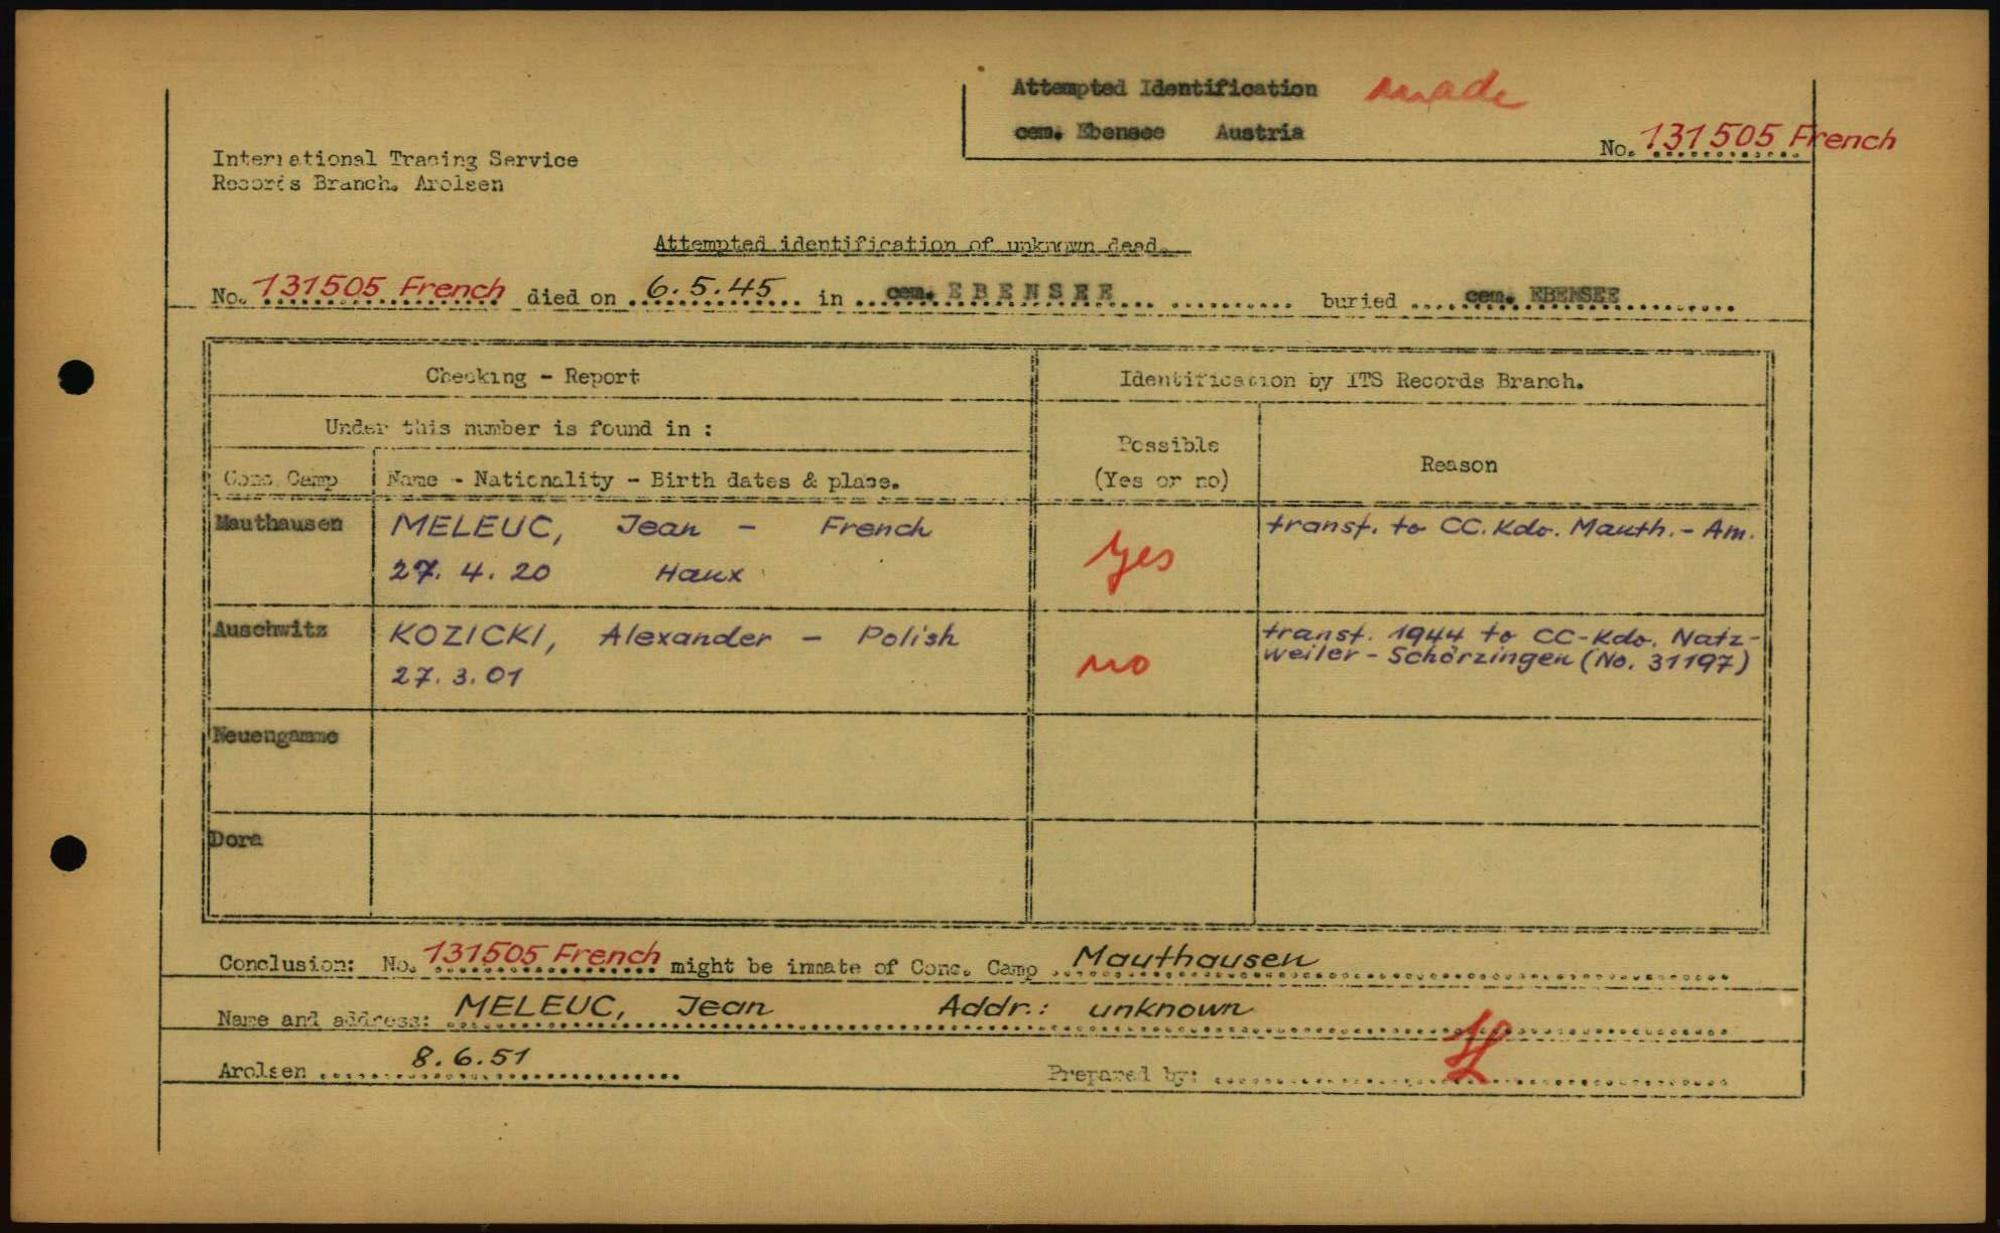 Attempted Identification made
cem. Ebensee Austria
No. 131505 French
International Tracing Service
Records Branch. Arolsen
Attempted identification of unknown dead.
No. 131505 French died on 6.5.45 in cem. EBENSEE buried cem. EBENSEE
Checking - Report
Identification by ITS Records Branch.
Under this number is found in :
Possible
(Yes or no)
Reason
Conc. Camp Name - Nationality - Birth dates & place.
Mauthausen MELEUC, Jean - French
27. 4. 20 Haux
yes
transf. to CC. Kdo. Mauth. - Am.
Auschwitz KOZICKI, Alexander - Polish
27. 3. 01
no
transf. 1944 to CC-Kdo. Natz-
weiler - Schörzingen (No. 31197)
Neuengamme
Dora
Conclusion: No. 131505 French might be inmate of Conc. Camp Mauthausen
Name and address: MELEUC, Jean Addr.: unknown
Arolsen 8.6.51 Prepared by: